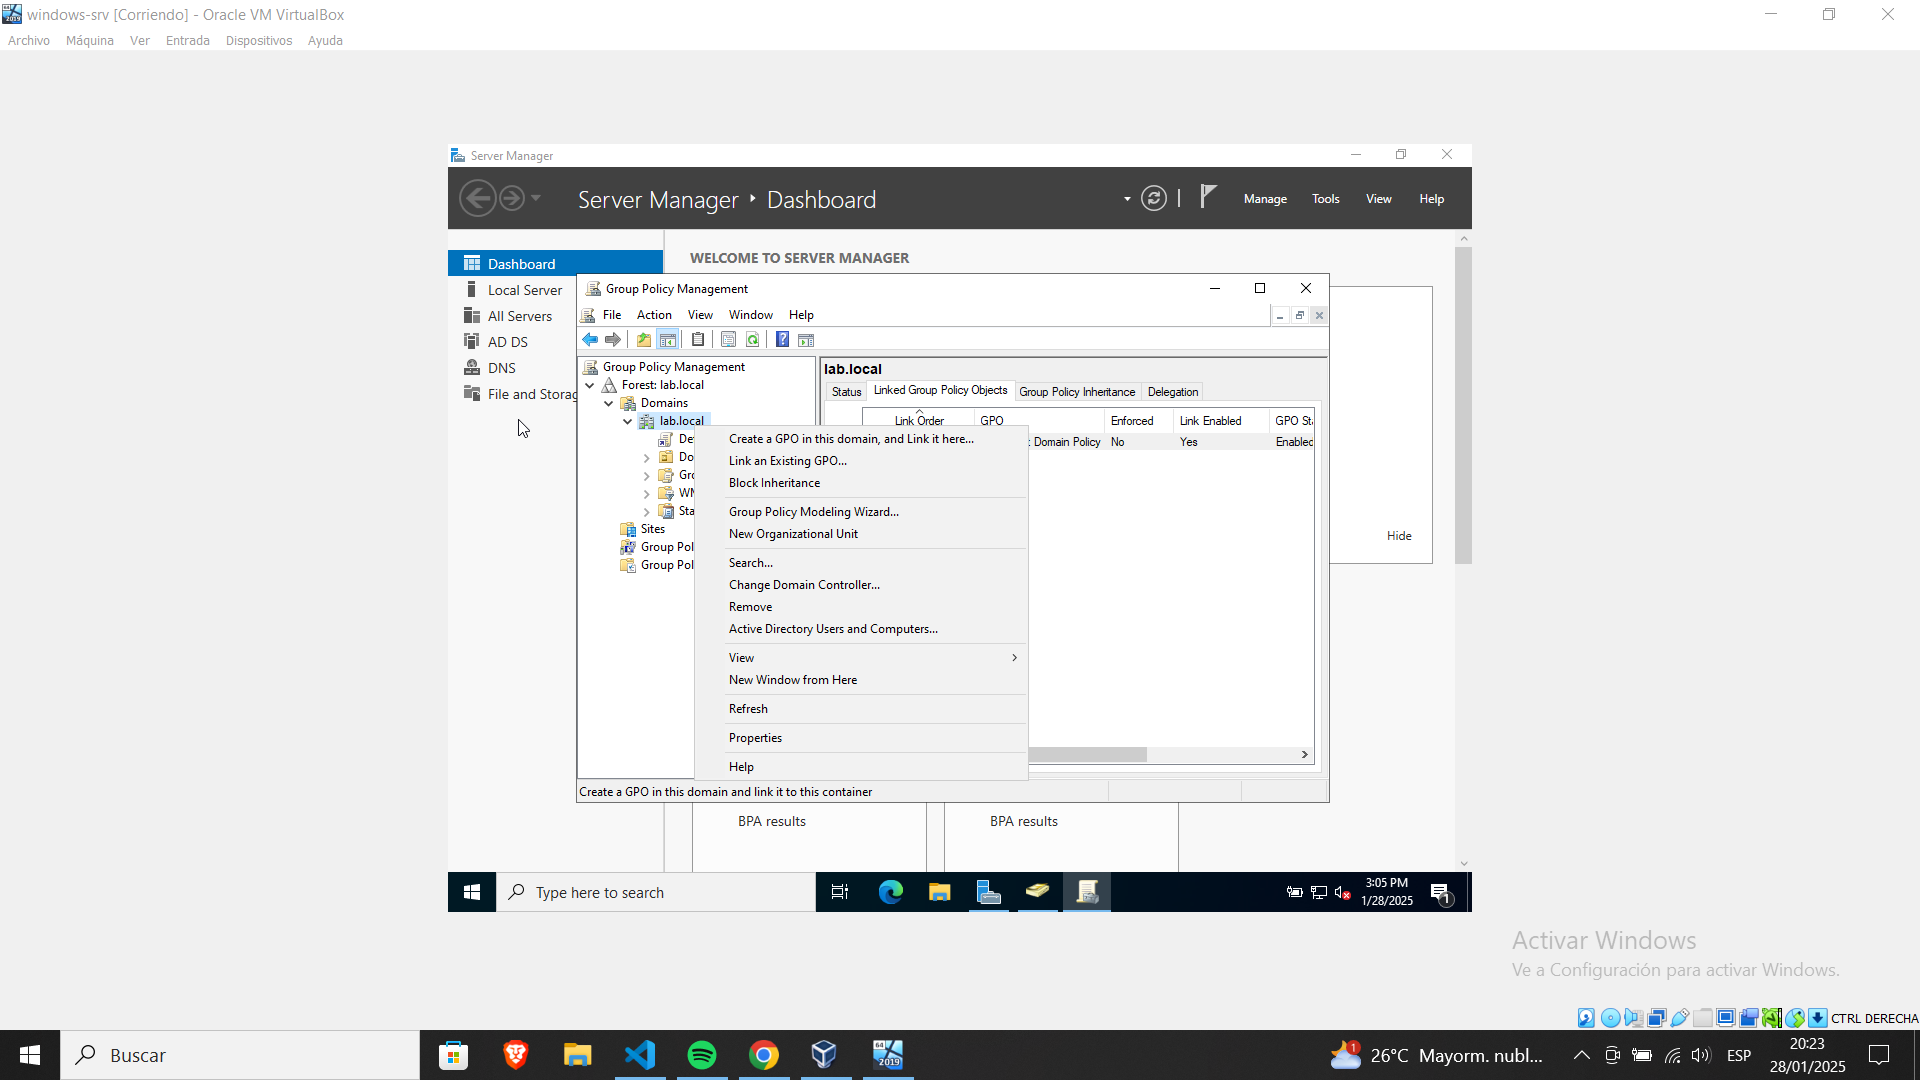 windows-srv [Corriendo] - Oracle VM VirtualBox
Archivo Máquina Ver Entrada Dispositivos Ayuda
Server Manager
Server Manager Dashboard
Manage Tools View Help
Dashboard
Local Server
All Servers
AD DS
DNS
File and Storag
WELCOME TO SERVER MANAGER
Hide
Group Policy Management
File Action View Window Help
Group Policy Management
Forest: lab.local
Domains
lab.local
De
Do
Gro
WM
Sta
Sites
Group Pol
Group Pol
lab.local
Status Linked Group Policy Objects Group Policy Inheritance Delegation
Link Order GPO Enforced Link Enabled GPO St
Domain Policy No Yes Enabled
Create a GPO in this domain, and Link it here...
Link an Existing GPO...
Block Inheritance
Group Policy Modeling Wizard...
New Organizational Unit
Search...
Change Domain Controller...
Remove
Active Directory Users and Computers...
View
New Window from Here
Refresh
Properties
Help
Create a GPO in this domain and link it to this container
BPA results
BPA results
Type here to search
3:05 PM
1/28/2025
1
Activar Windows
Ve a Configuración para activar Windows.
CTRL DERECHA
Buscar
64
2019
1
26°C Mayorm. nubl...
ESP
20:23
28/01/2025